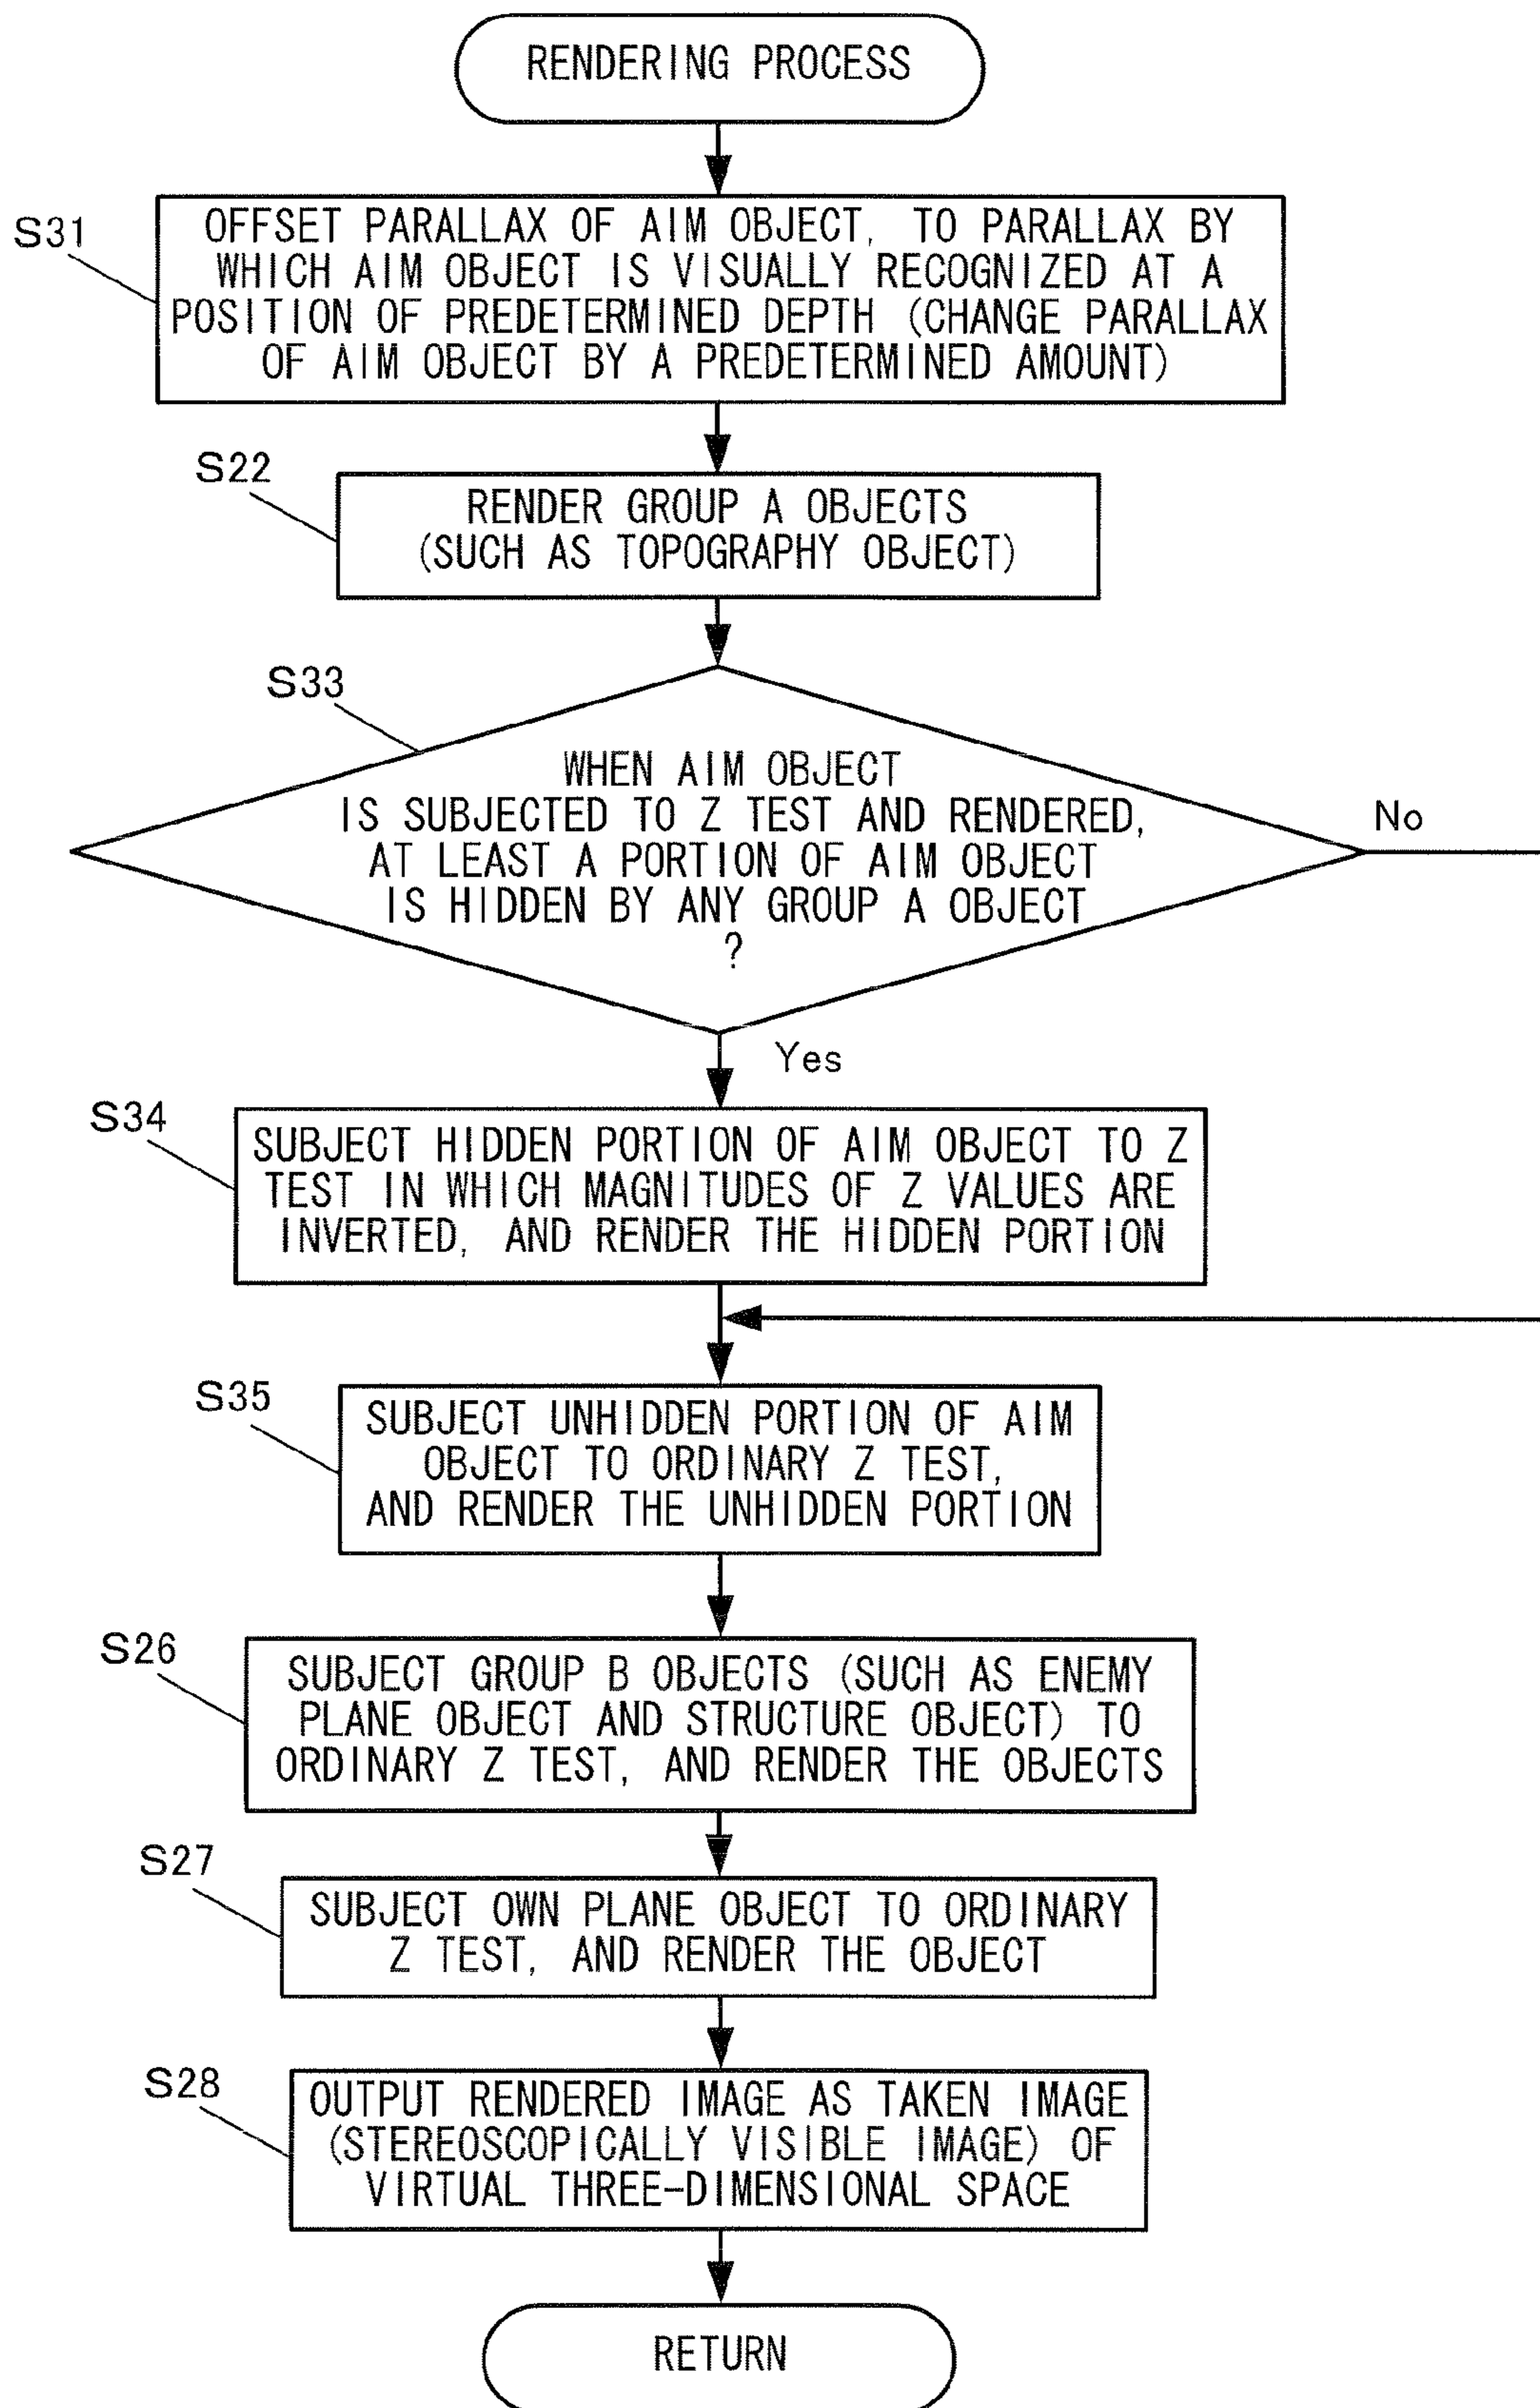 RENDERING PROCESS
S31
OFFSET PARALLAX OF AIM OBJECT, TO PARALLAX BY
WHICH AIM OBJECT IS VISUALLY RECOGNIZED AT A
POSITION OF PREDETERMINED DEPTH (CHANGE PARALLAX
OF AIM OBJECT BY A PREDETERMINED AMOUNT)
S22
RENDER GROUP A OBJECTS
(SUCH AS TOPOGRAPHY OBJECT)
S33
WHEN AIM OBJECT
IS SUBJECTED TO Z TEST AND RENDERED,
AT LEAST A PORTION OF AIM OBJECT
IS HIDDEN BY ANY GROUP A OBJECT
?
No
Yes
S34
SUBJECT HIDDEN PORTION OF AIM OBJECT TO Z
TEST IN WHICH MAGNITUDES OF Z VALUES ARE
INVERTED, AND RENDER THE HIDDEN PORTION
S35
SUBJECT UNHIDDEN PORTION OF AIM
OBJECT TO ORDINARY Z TEST,
AND RENDER THE UNHIDDEN PORTION
S26
SUBJECT GROUP B OBJECTS (SUCH AS ENEMY
PLANE OBJECT AND STRUCTURE OBJECT) TO
ORDINARY Z TEST, AND RENDER THE OBJECTS
S27
SUBJECT OWN PLANE OBJECT TO ORDINARY
Z TEST, AND RENDER THE OBJECT
S28
OUTPUT RENDERED IMAGE AS TAKEN IMAGE
(STEREOSCOPICALLY VISIBLE IMAGE) OF
VIRTUAL THREE-DIMENSIONAL SPACE
RETURN